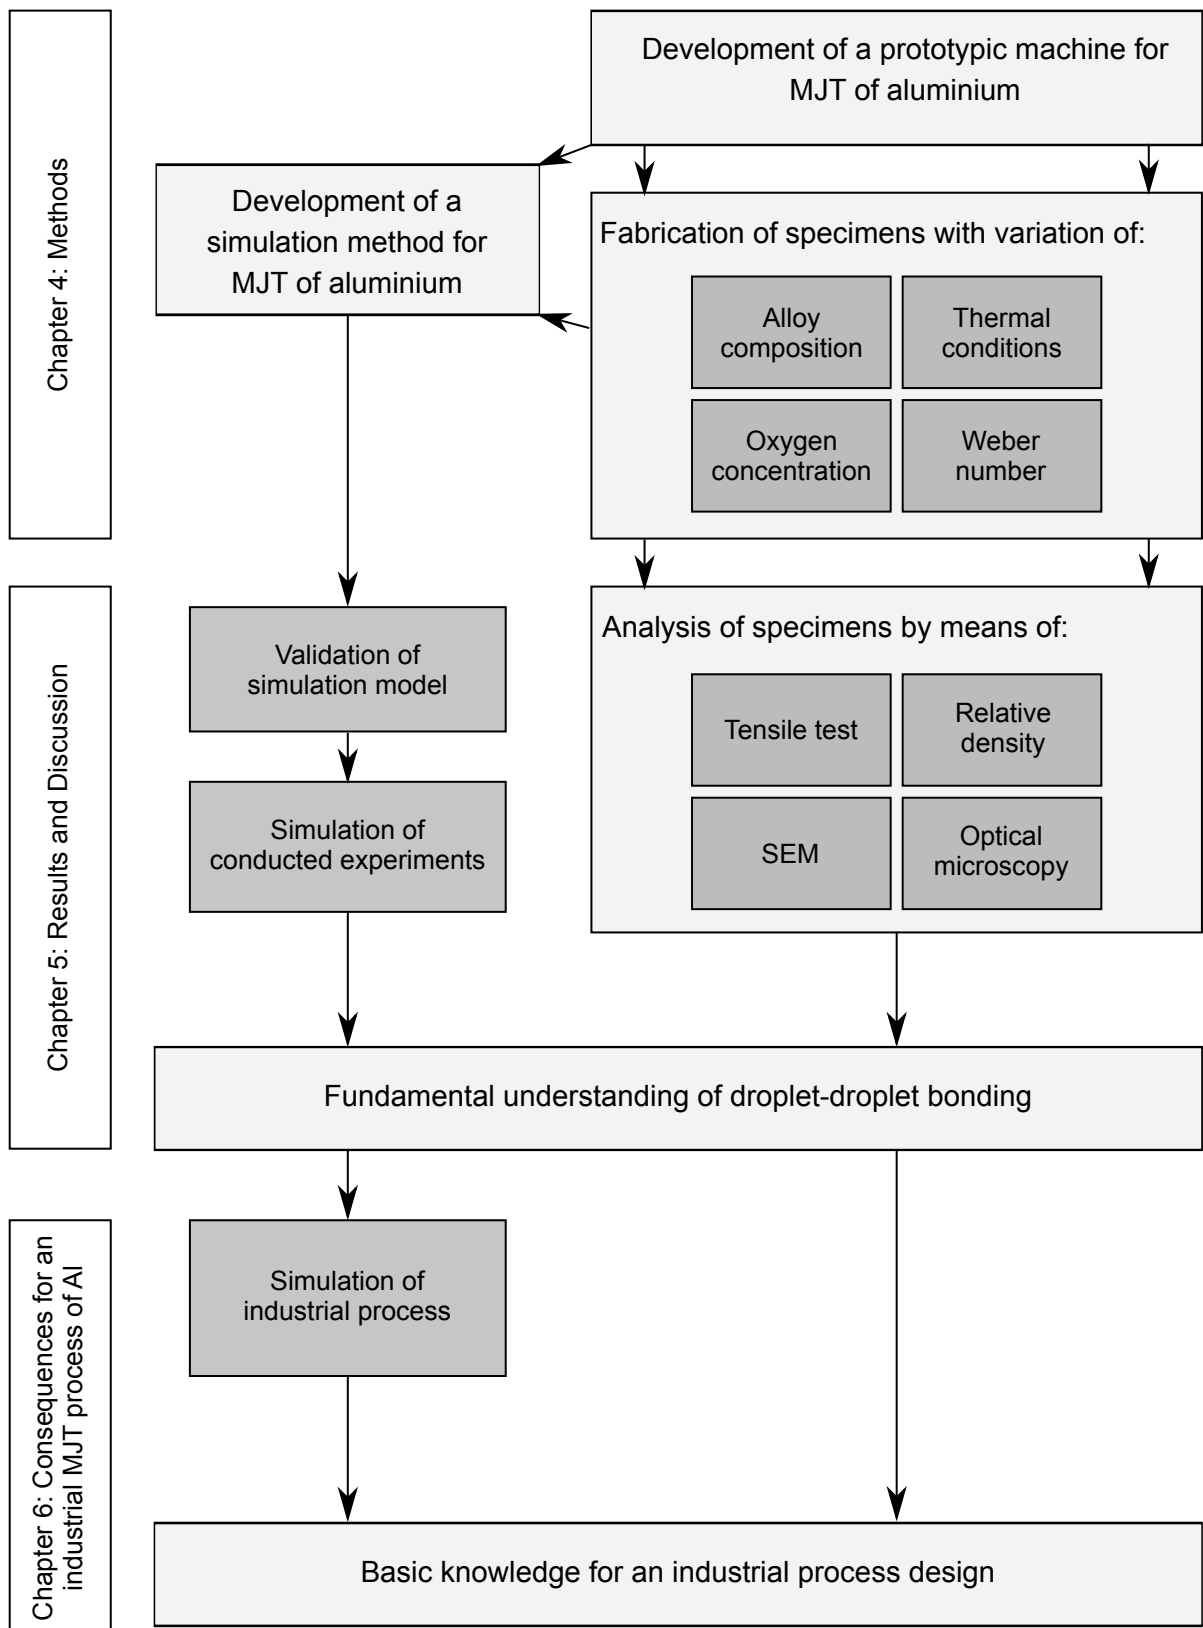 Chapter 4: Methods
Development of a prototypic machine for
MJT of aluminium
Development of a
simulation method for
MJT of aluminium
Fabrication of specimens with variation of:
Alloy
composition
Thermal
conditions
Oxygen
concentration
Weber
number
Chapter 5: Results and Discussion
Validation of
simulation model
Simulation of
conducted experiments
Analysis of specimens by means of:
Tensile test
Relative
density
SEM
Optical
microscopy
Fundamental understanding of droplet-droplet bonding
Chapter 6: Consequences for an
industrial MJT process of Al
Simulation of
industrial process
Basic knowledge for an industrial process design